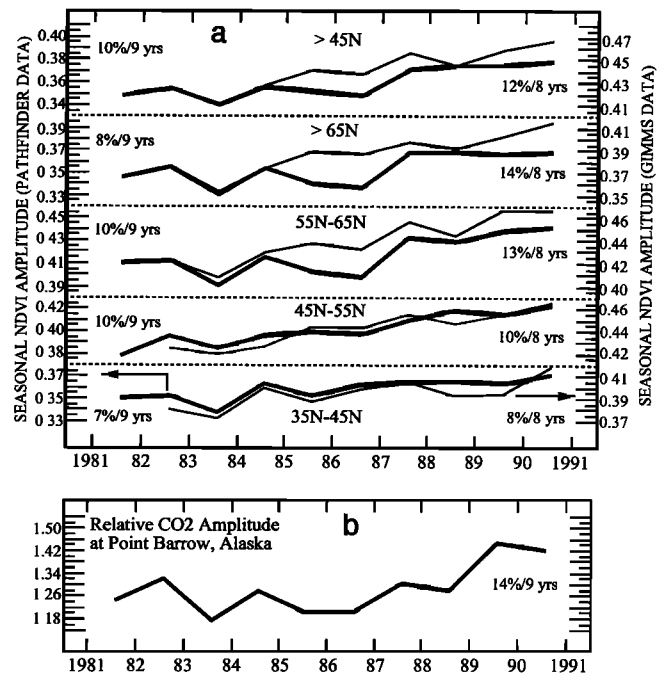 a
SEASONAL NDVI AMPLITUDE (PATHFINDER DATA)
SEASONAL NDVI AMPLITUDE (GIMMS DATA)
10%/9 yrs
> 45N
12%/8 yrs
0.40
0.38
0.36
0.34
0.47
0.45
0.43
0.41
8%/9 yrs
> 65N
14%/8 yrs
0.39
0.37
0.35
0.33
0.41
0.39
0.37
0.35
10%/9 yrs
55N-65N
13%/8 yrs
0.45
0.43
0.41
0.39
0.46
0.44
0.42
0.40
10%/9 yrs
45N-55N
10%/8 yrs
0.42
0.40
0.38
0.46
0.44
0.42
7%/9 yrs
35N-45N
8%/8 yrs
0.37
0.35
0.33
0.41
0.39
0.37
1981 82 83 84 85 86 87 88 89 90 1991
b
Relative CO2 Amplitude
at Point Barrow, Alaska
14%/9 yrs
1.50
1.42
1.34
1.26
1 18
1981 82 83 84 85 86 87 88 89 90 1991